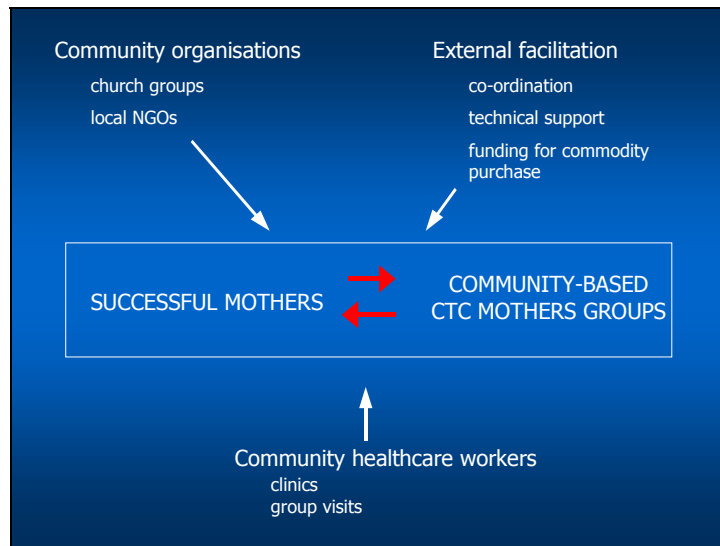 Community organisations
church groups
local NGOs
External facilitation
co-ordination
technical support
funding for commodity
purchase
SUCCESSFUL MOTHERS
COMMUNITY-BASED
CTC MOTHERS GROUPS
Community healthcare workers
clinics
group visits